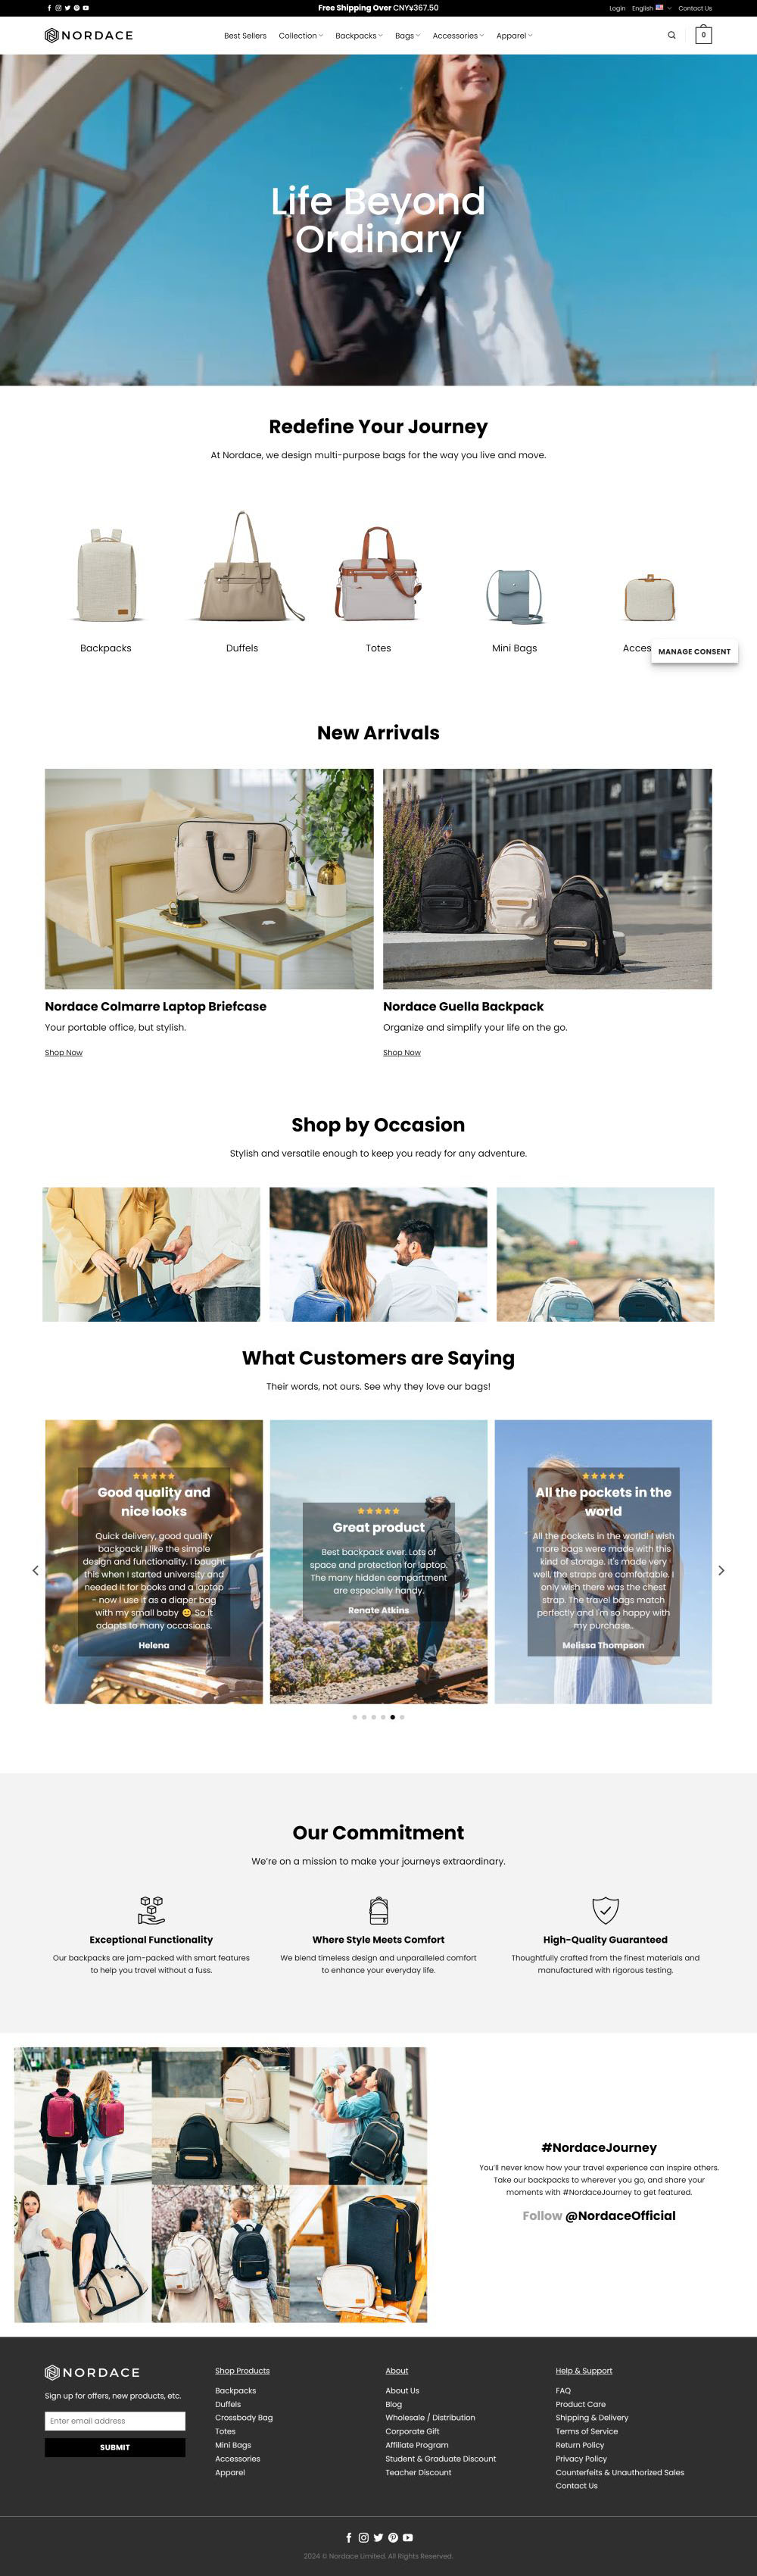 Free Shipping Over CNY¥367.50
Login English Contact Us
NORDACE
Best Sellers Collection Backpacks Bags Accessories Apparel
0
Life Beyond
Ordinary
Redefine Your Journey
At Nordace, we design multi-purpose bags for the way you live and move.
Backpacks Duffels Totes Mini Bags Acces
MANAGE CONSENT
New Arrivals
Nordace Colmarre Laptop Briefcase
Your portable office, but stylish.
Shop Now
Nordace Guella Backpack
Organize and simplify your life on the go.
Shop Now
Shop by Occasion
Stylish and versatile enough to keep you ready for any adventure.
What Customers are Saying
Their words, not ours. See why they love our bags!
Good quality and
nice looks
Quick delivery, good quality
backpack! I like the simple
design and functionality. I bought
this when I started university and
needed it for books and a laptop
- now I use it as a diaper bag
with my small baby 😊 So it
adapts to many occasions.
Helena
Great product
Best backpack ever. Lots of
space and protection for laptop.
The many hidden compartment
are especially handy.
Renate Atkins
All the pockets in the
world
All the pockets in the world! I wish
more bags were made with this
kind of storage. It's made very
well, the straps are comfortable. I
only wish there was the chest
strap. The travel bags match
perfectly and I'm so happy with
my purchase..
Melissa Thompson
Our Commitment
We're on a mission to make your journeys extraordinary.
Exceptional Functionality
Our backpacks are jam-packed with smart features
to help you travel without a fuss.
Where Style Meets Comfort
We blend timeless design and unparalleled comfort
to enhance your everyday life.
High-Quality Guaranteed
Thoughtfully crafted from the finest materials and
manufactured with rigorous testing.
#NordaceJourney
You'll never know how your travel experience can inspire others.
Take our backpacks to wherever you go, and share your
moments with #NordaceJourney to get featured.
Follow @NordaceOfficial
NORDACE
Sign up for offers, new products, etc.
Enter email address
SUBMIT
Shop Products
Backpacks
Duffels
Crossbody Bag
Totes
Mini Bags
Accessories
Apparel
About
About Us
Blog
Wholesale / Distribution
Corporate Gift
Affiliate Program
Student & Graduate Discount
Teacher Discount
Help & Support
FAQ
Product Care
Shipping & Delivery
Terms of Service
Return Policy
Privacy Policy
Counterfeits & Unauthorized Sales
Contact Us
2024 © Nordace Limited. All Rights Reserved.